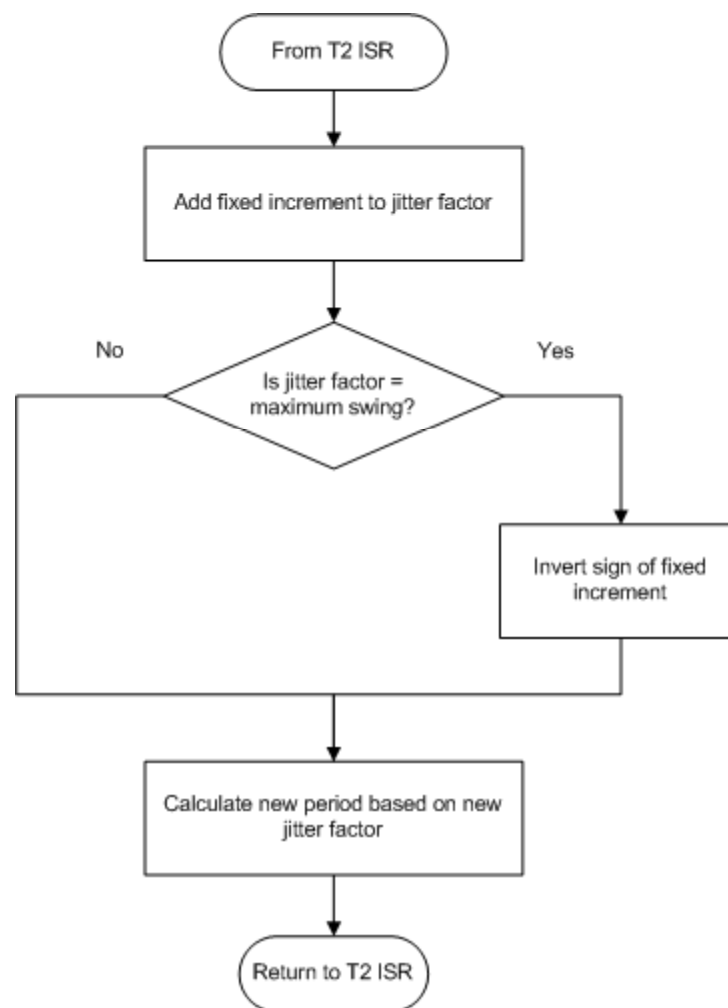 From T2 ISR
Add fixed increment to jitter factor
No
Yes
Is jitter factor =
maximum swing?
Invert sign of fixed
increment
Calculate new period based on new
jitter factor
Return to T2 ISR